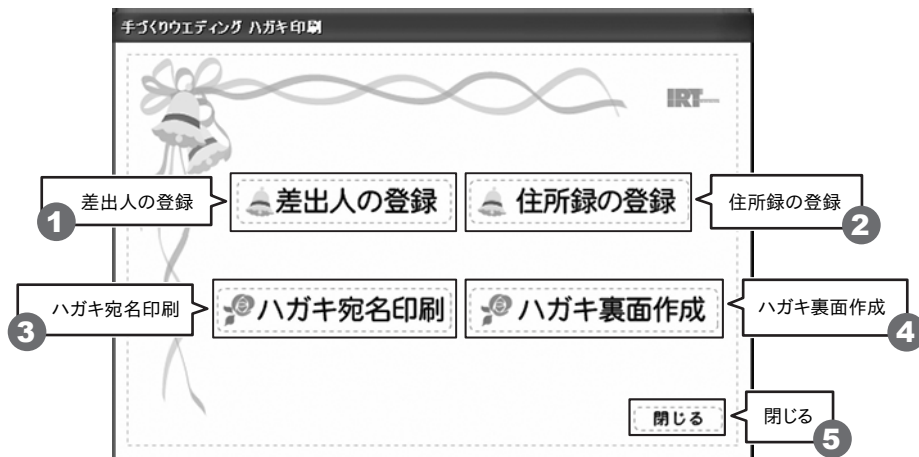 手づくりウエディング ハガキ印刷
IRT
差出人の登録
1
差出人の登録
住所録の登録
住所録の登録
2
ハガキ宛名印刷
3
ハガキ宛名印刷
ハガキ裏面作成
ハガキ裏面作成
4
閉じる
閉じる
5